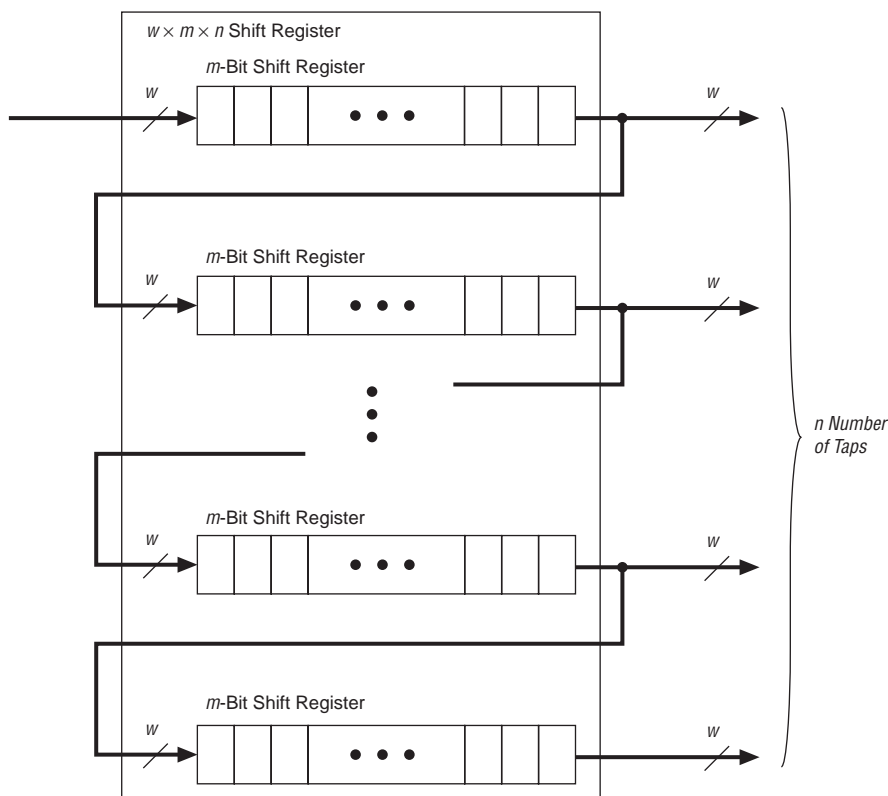 w × m × n Shift Register
m-Bit Shift Register
w
w
m-Bit Shift Register
w
w
n Number
of Taps
m-Bit Shift Register
w
w
m-Bit Shift Register
w
w